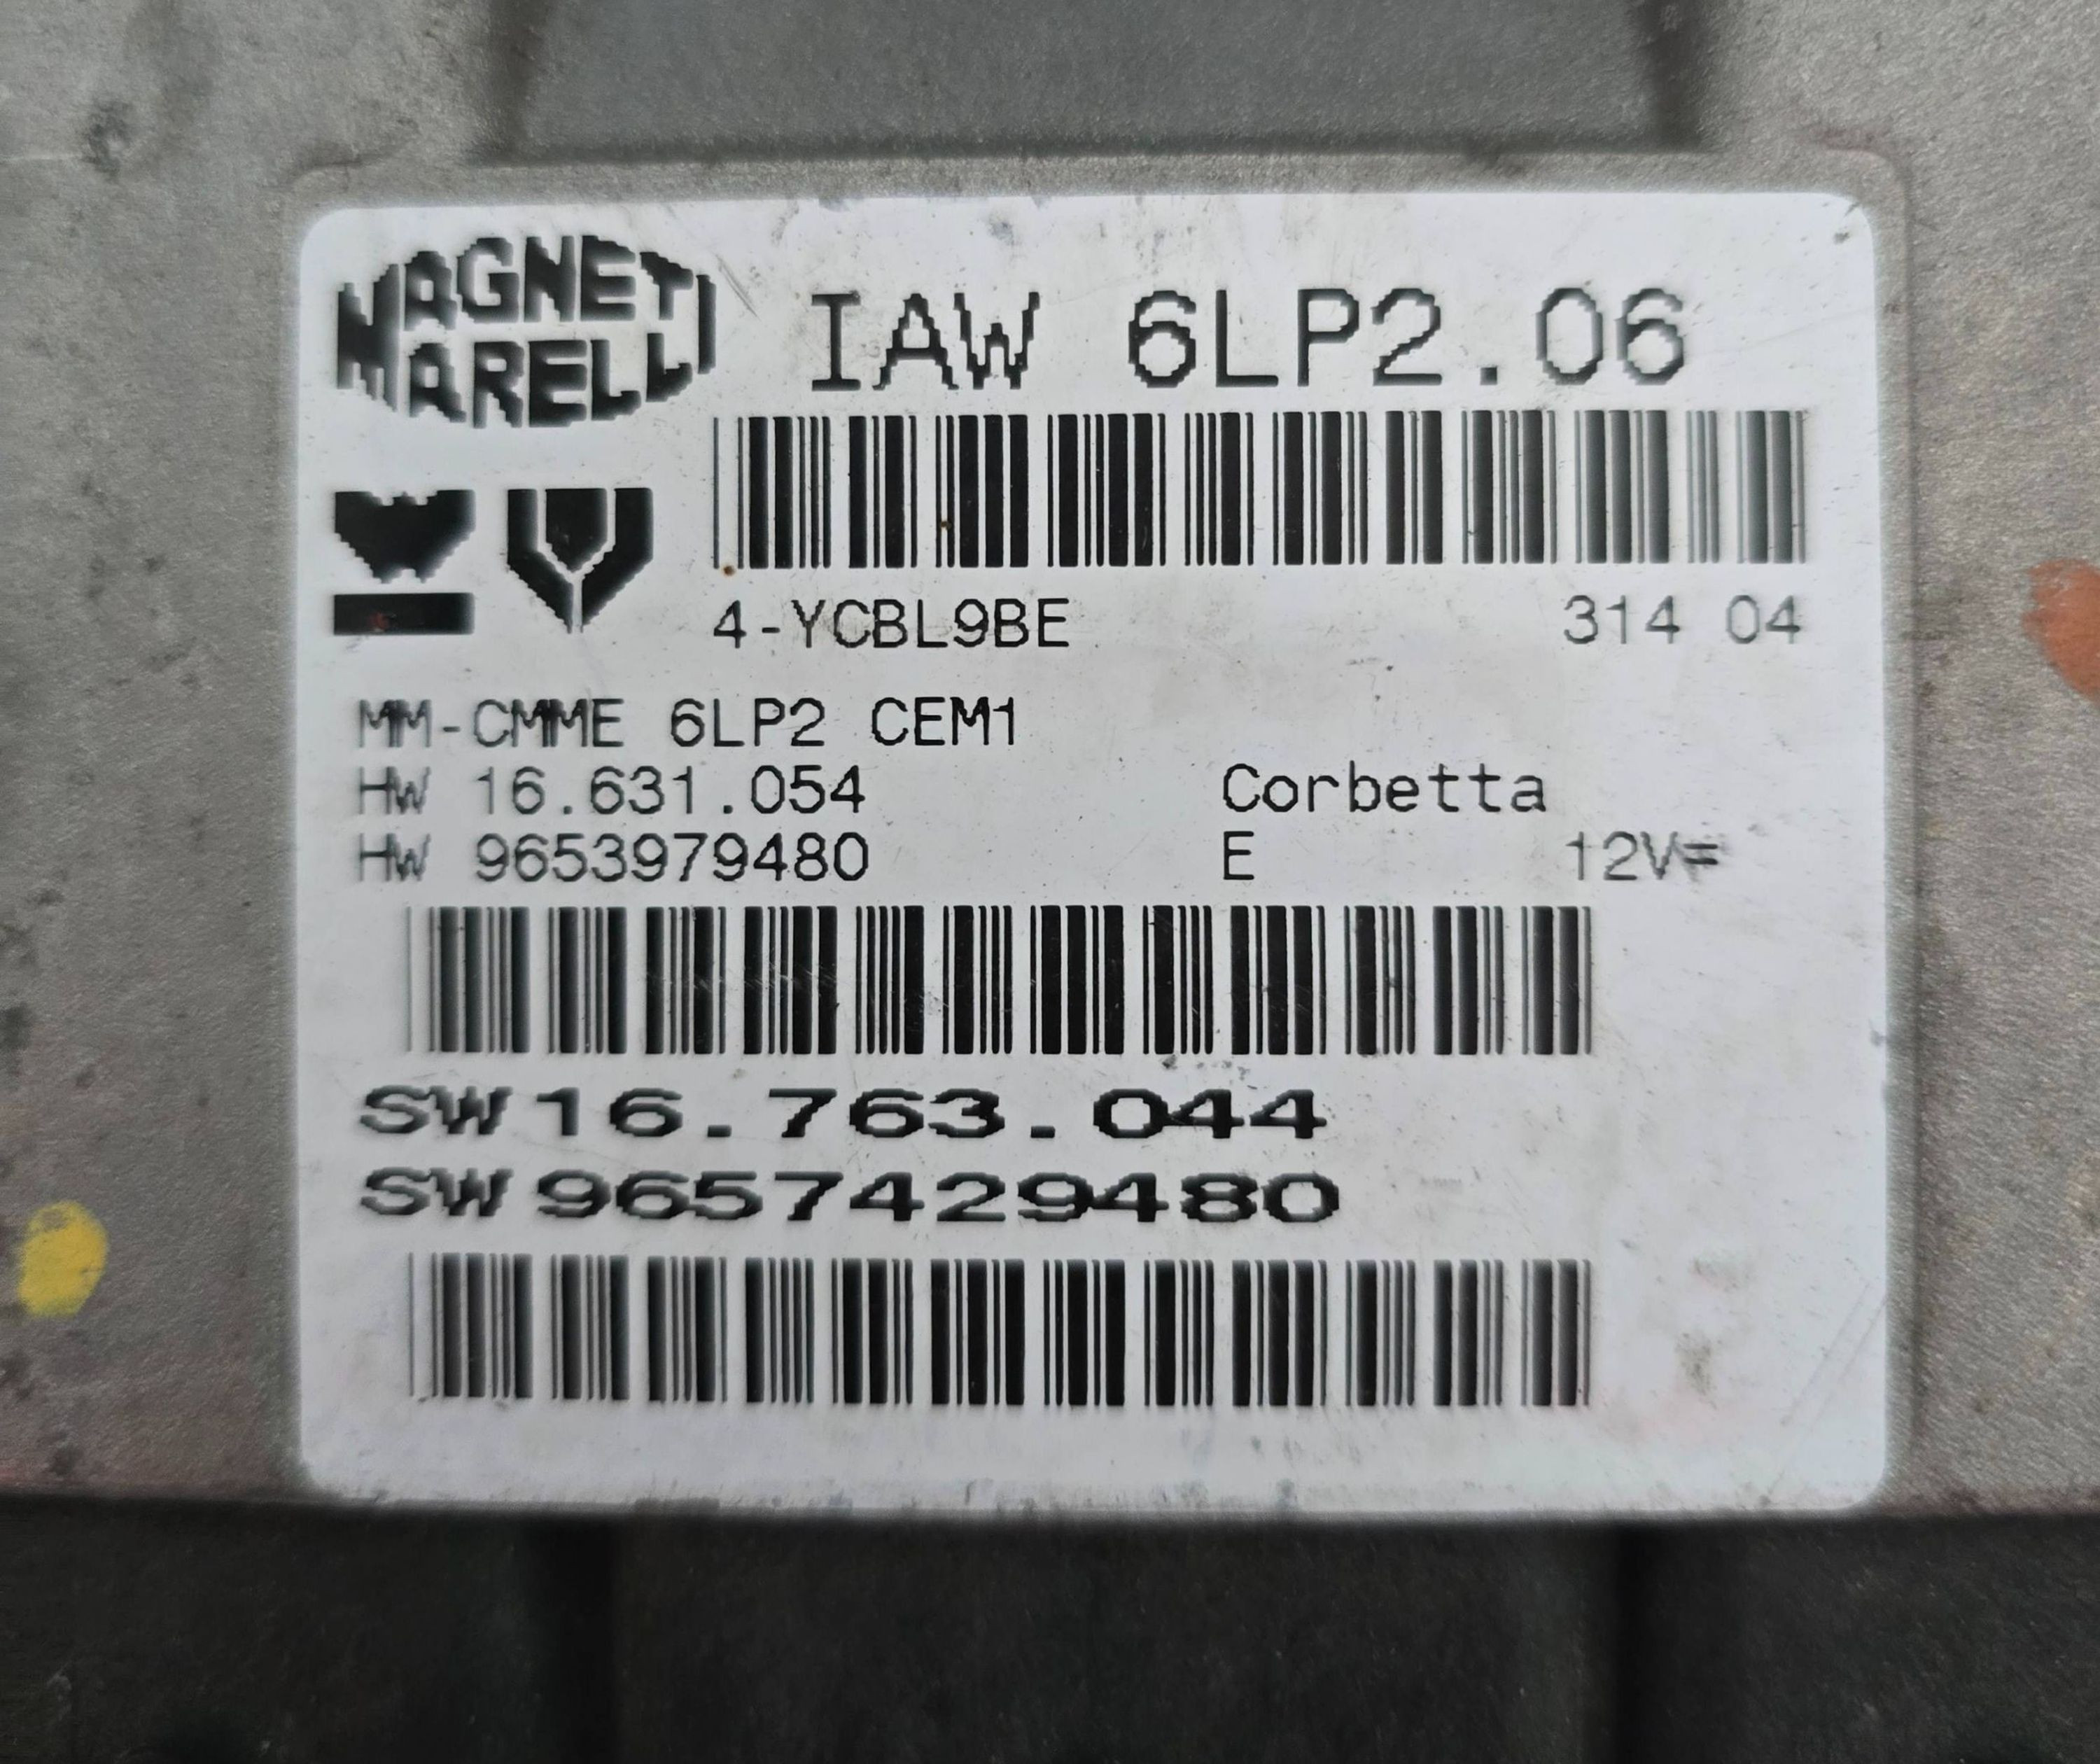 MAGNETI
MARELLI
IAW 6LP2.06
4-YCBL9BE 314 04
MM-CMME 6LP2 CEM1
HW 16.631.054 Corbetta
HW 9653979480 E 12V=
SW16.763.044
SW9657429480